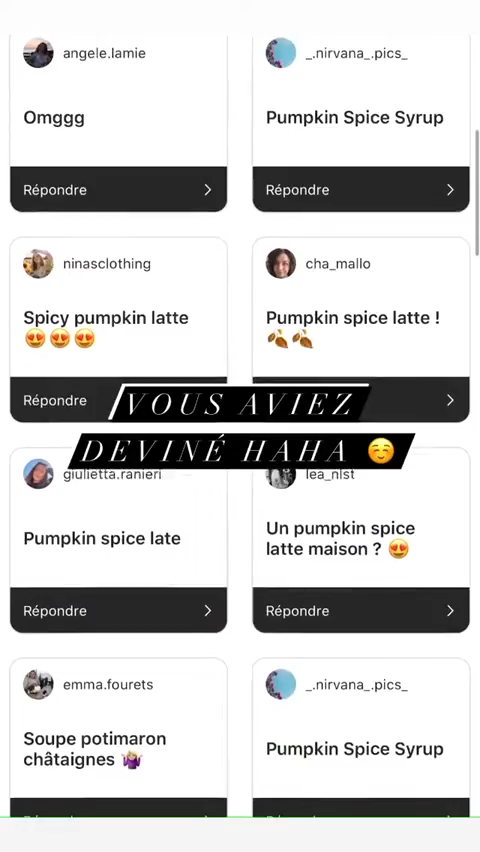 angele.lamie
_.nirvana_.pics_
Omggg
Pumpkin Spice Syrup
Répondre
Répondre
ninasclothing
cha_mallo
Spicy pumpkin latte
😍😍😍
Pumpkin spice latte !
🍂🍂
Répondre
VOUS AVIEZ
DEVINÉ HAHA ☺️
giulietta.ranieri
lea_nlst
Pumpkin spice late
Un pumpkin spice
latte maison ? 😍
Répondre
Répondre
emma.fourets
_.nirvana_.pics_
Soupe potimaron
châtaignes 🤷🏼‍♀️
Pumpkin Spice Syrup